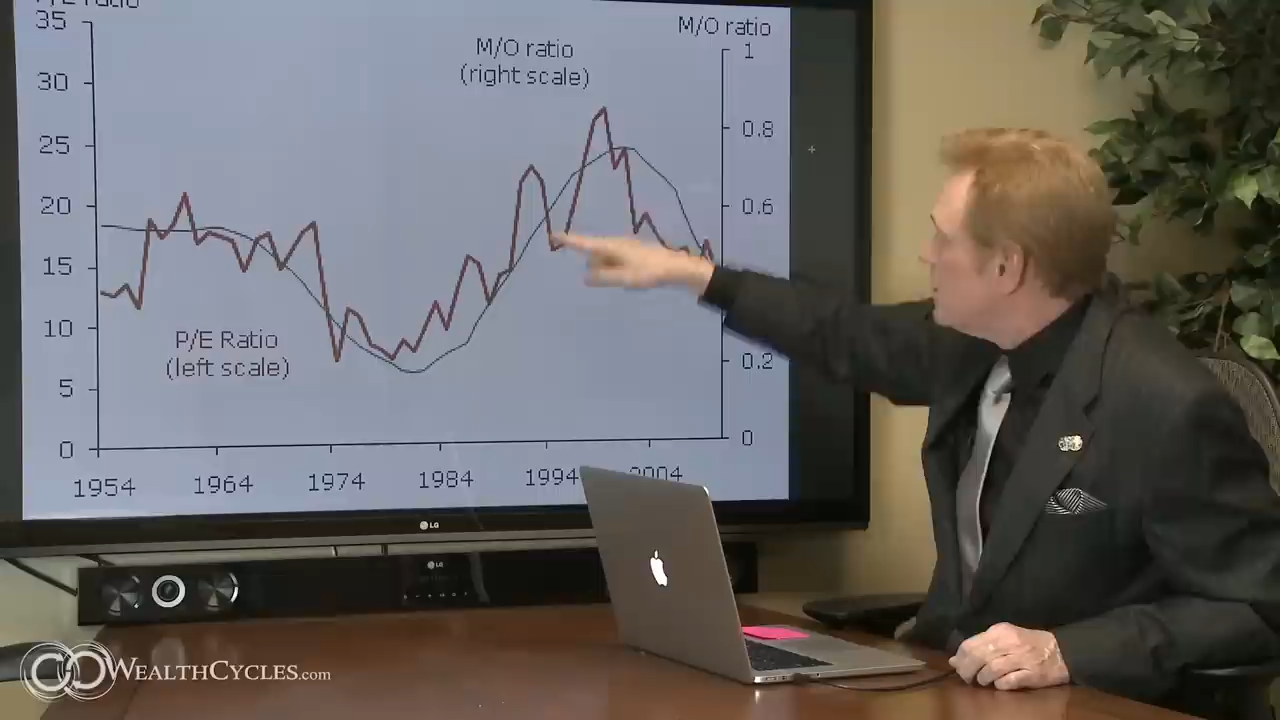 P/E ratio
M/O ratio
M/O ratio
(right scale)
35
30
25
20
15
10
5
0
1
0.8
0.6
0.2
0
P/E Ratio
(left scale)
1954 1964 1974 1984 1994 2004
LG
LG
WEALTHCYCLES.com